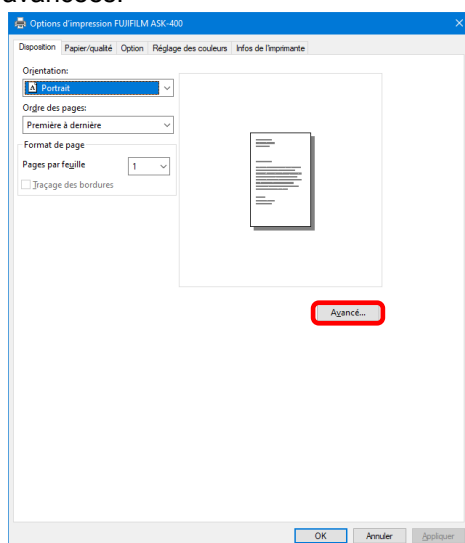 avancées.
Options d'impression FUJIFILM ASK-400
Disposition Papier/qualité Option Réglage des couleurs Infos de l'imprimante
Orientation:
Portrait
Ordre des pages:
Première à dernière
Format de page
Pages par feuille 1
Traçage des bordures
Avancé...
OK Annuler Appliquer